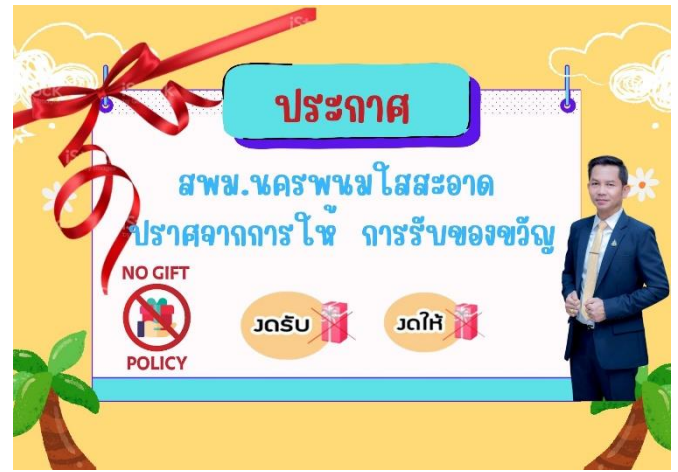 ประกาศ
สพม.นครพนมใสสะอาด
ปราศจากการให้ การรับของขวัญ
NO GIFT
POLICY
งดรับ
งดให้